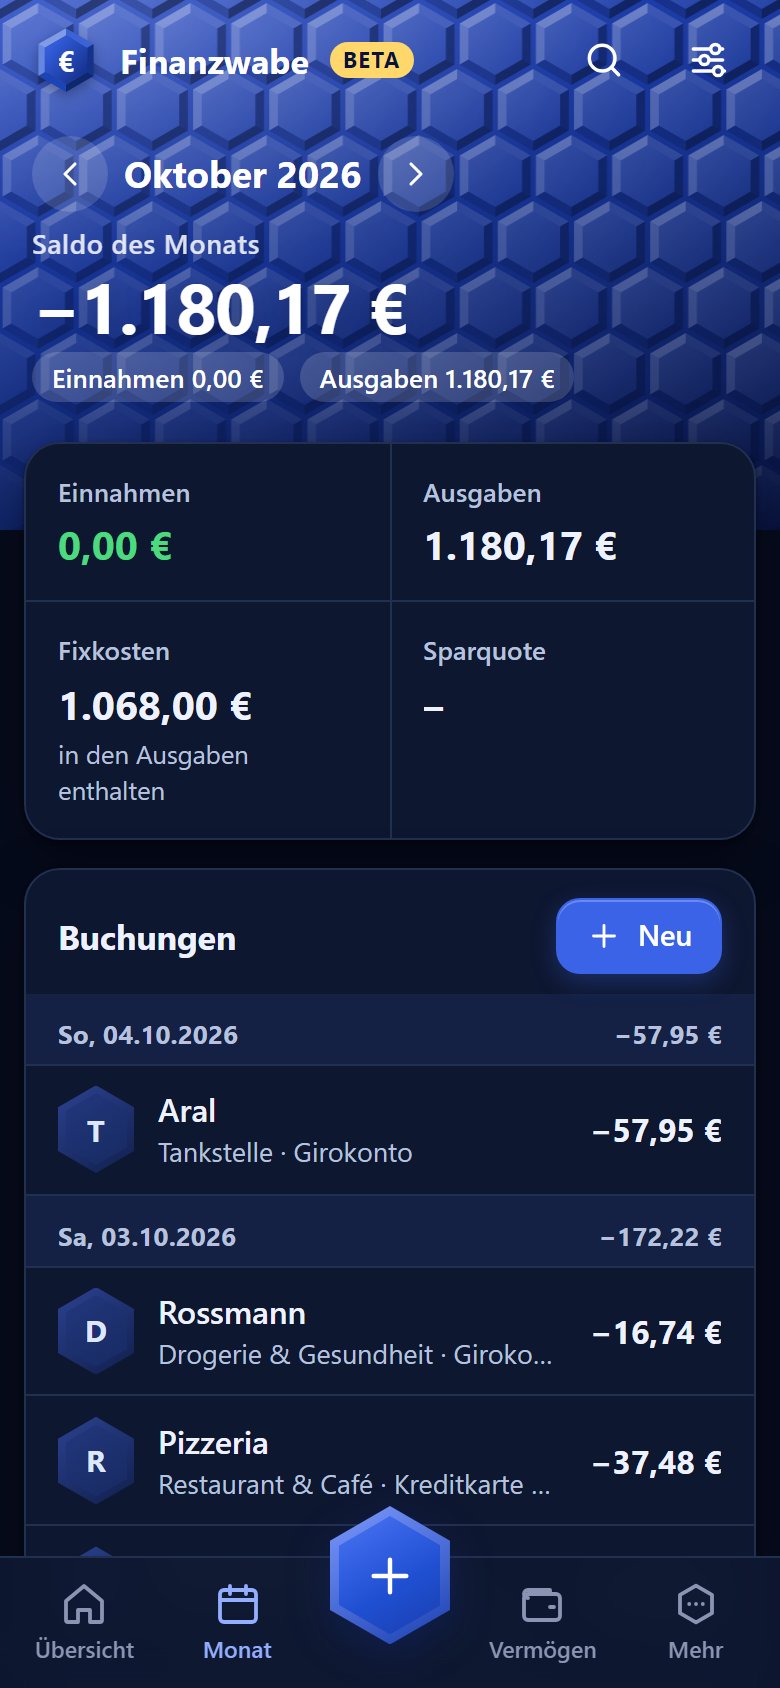 € Finanzwabe BETA
Oktober 2026
Saldo des Monats
−1.180,17 €
Einnahmen 0,00 € Ausgaben 1.180,17 €
Einnahmen Ausgaben
0,00 € 1.180,17 €
Fixkosten Sparquote
1.068,00 € –
in den Ausgaben
enthalten
Buchungen + Neu
So, 04.10.2026 −57,95 €
T Aral −57,95 €
Tankstelle · Girokonto
Sa, 03.10.2026 −172,22 €
D Rossmann −16,74 €
Drogerie & Gesundheit · Giroko...
R Pizzeria −37,48 €
Restaurant & Café · Kreditkarte ...
+
Übersicht Monat Vermögen Mehr